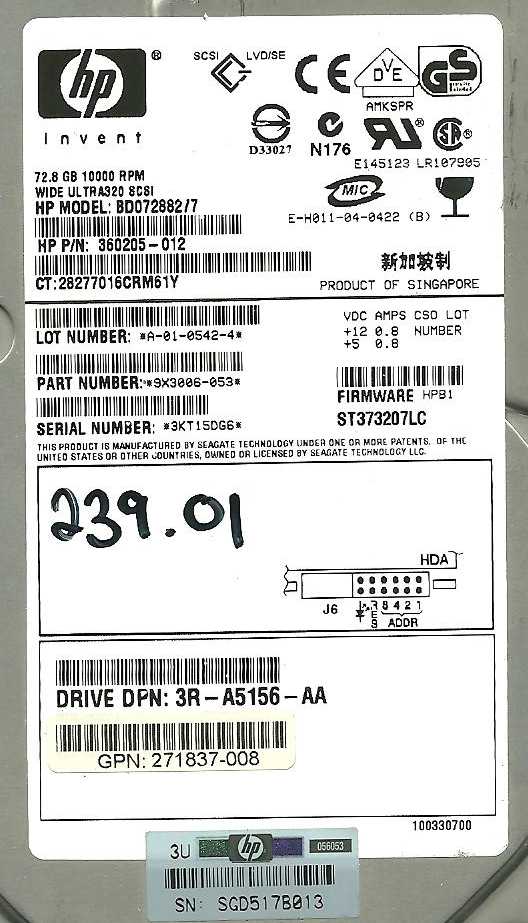 hp ®
invent
SCSI LVD/SE
CE
DVE
AMKSPR
GS
D33027 N176
E145123 LR107905
72.8 GB 10000 RPM
WIDE ULTRA320 SCSI
HP MODEL: BD072882/7
MIC
E-H011-04-0422 (B)
HP P/N: 360205-012
CT:28277016CRM61Y
新加坡制
PRODUCT OF SINGAPORE
LOT NUMBER: *A-01-0542-4*
VDC AMPS CSO LOT
+12 0.8 NUMBER
+5 0.8
PART NUMBER:*9X3006-053*
FIRMWARE HPB1
SERIAL NUMBER: *3KT15DG6*
ST373207LC
THIS PRODUCT IS MANUFACTURED BY SEAGATE TECHNOLOGY UNDER ONE OR MORE PATENTS. OF THE
UNITED STATES OR OTHER COUNTRIES, OWNED OR LICENSED BY SEAGATE TECHNOLOGY LLC.
239.01
HDA
J6
8 4 2 1
ADDR
DRIVE DPN: 3R-A5156-AA
GPN: 271837-008
100330700
3U hp 056053
SN: SGD517B013